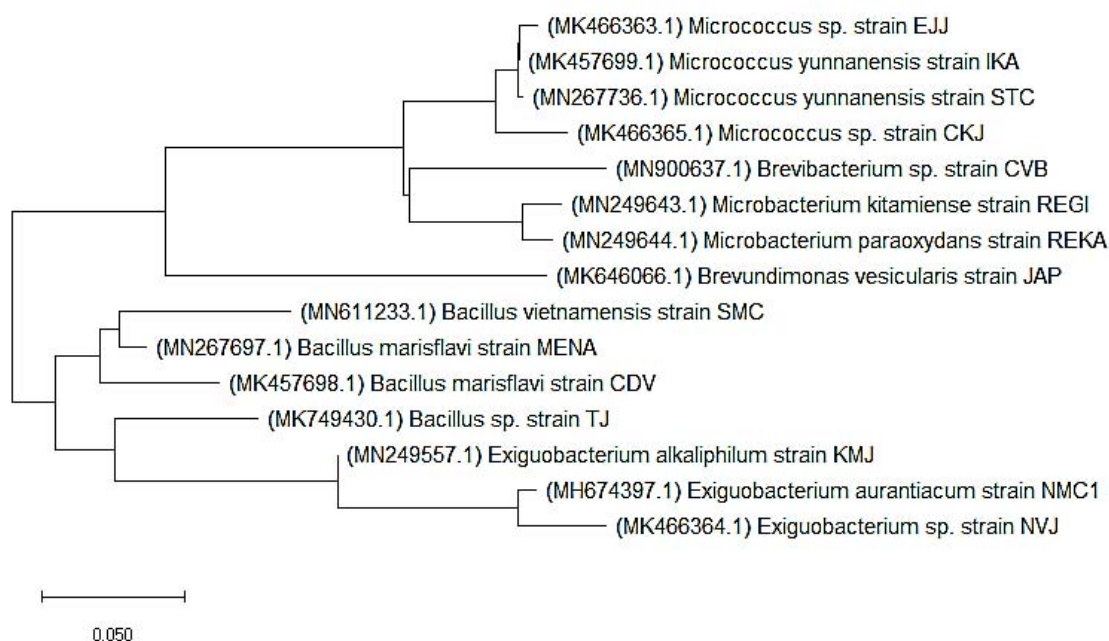 (MK466363.1) Micrococcus sp. strain EJJ
(MK457699.1) Micrococcus yunnanensis strain IKA
(MN267736.1) Micrococcus yunnanensis strain STC
(MK466365.1) Micrococcus sp. strain CKJ
(MN900637.1) Brevibacterium sp. strain CVB
(MN249643.1) Microbacterium kitamiense strain REGI
(MN249644.1) Microbacterium paraoxydans strain REKA
(MK646066.1) Brevundimonas vesicularis strain JAP
(MN611233.1) Bacillus vietnamensis strain SMC
(MN267697.1) Bacillus marisflavi strain MENA
(MK457698.1) Bacillus marisflavi strain CDV
(MK749430.1) Bacillus sp. strain TJ
(MN249557.1) Exiguobacterium alkaliphilum strain KMJ
(MH674397.1) Exiguobacterium aurantiacum strain NMC1
(MK466364.1) Exiguobacterium sp. strain NVJ
0.050